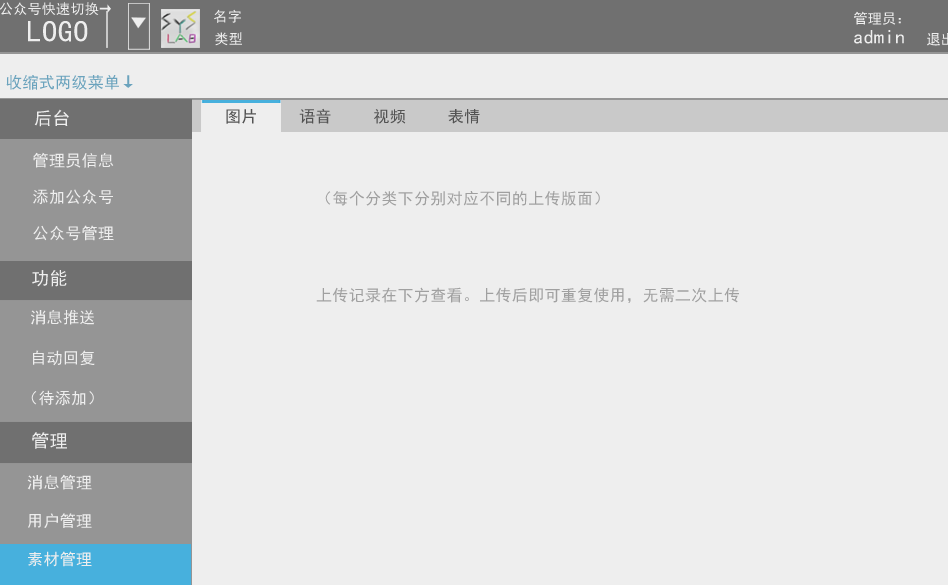 公众号快速切换→
LOGO
SYS
LAB
名字
类型
管理员:
admin
退出
收缩式两级菜单↓
后台
管理员信息
添加公众号
公众号管理
功能
消息推送
自动回复
（待添加）
管理
消息管理
用户管理
素材管理
图片 语音 视频 表情
（每个分类下分别对应不同的上传版面）
上传记录在下方查看。上传后即可重复使用，无需二次上传